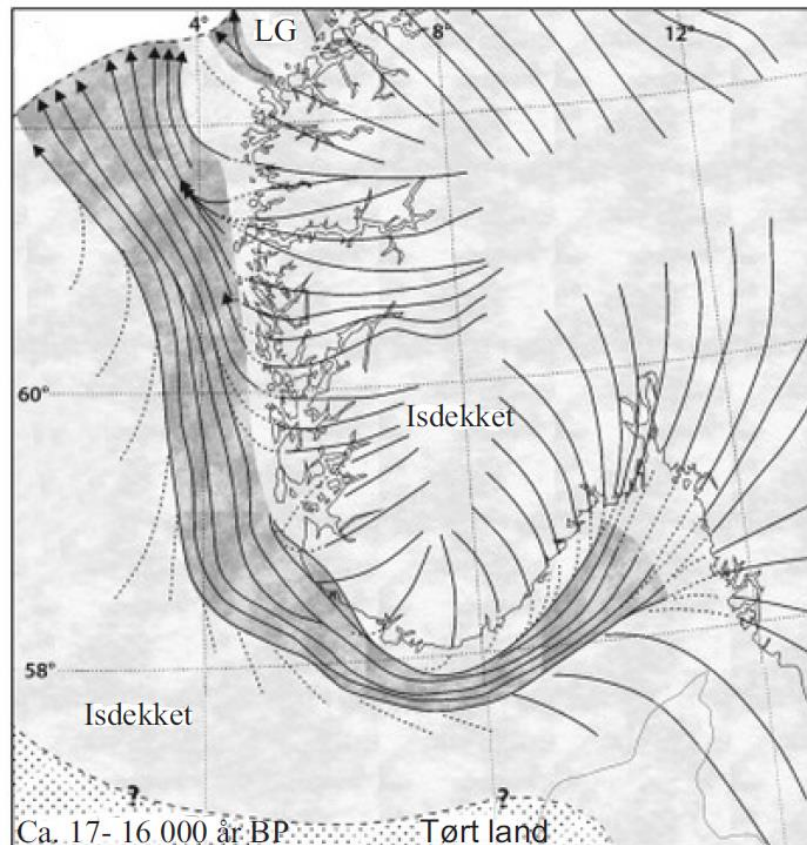 4° LG 8° 12°
60°
Isdekket
58°
Isdekket
? ?
Ca. 17- 16 000 år BP Tørt land